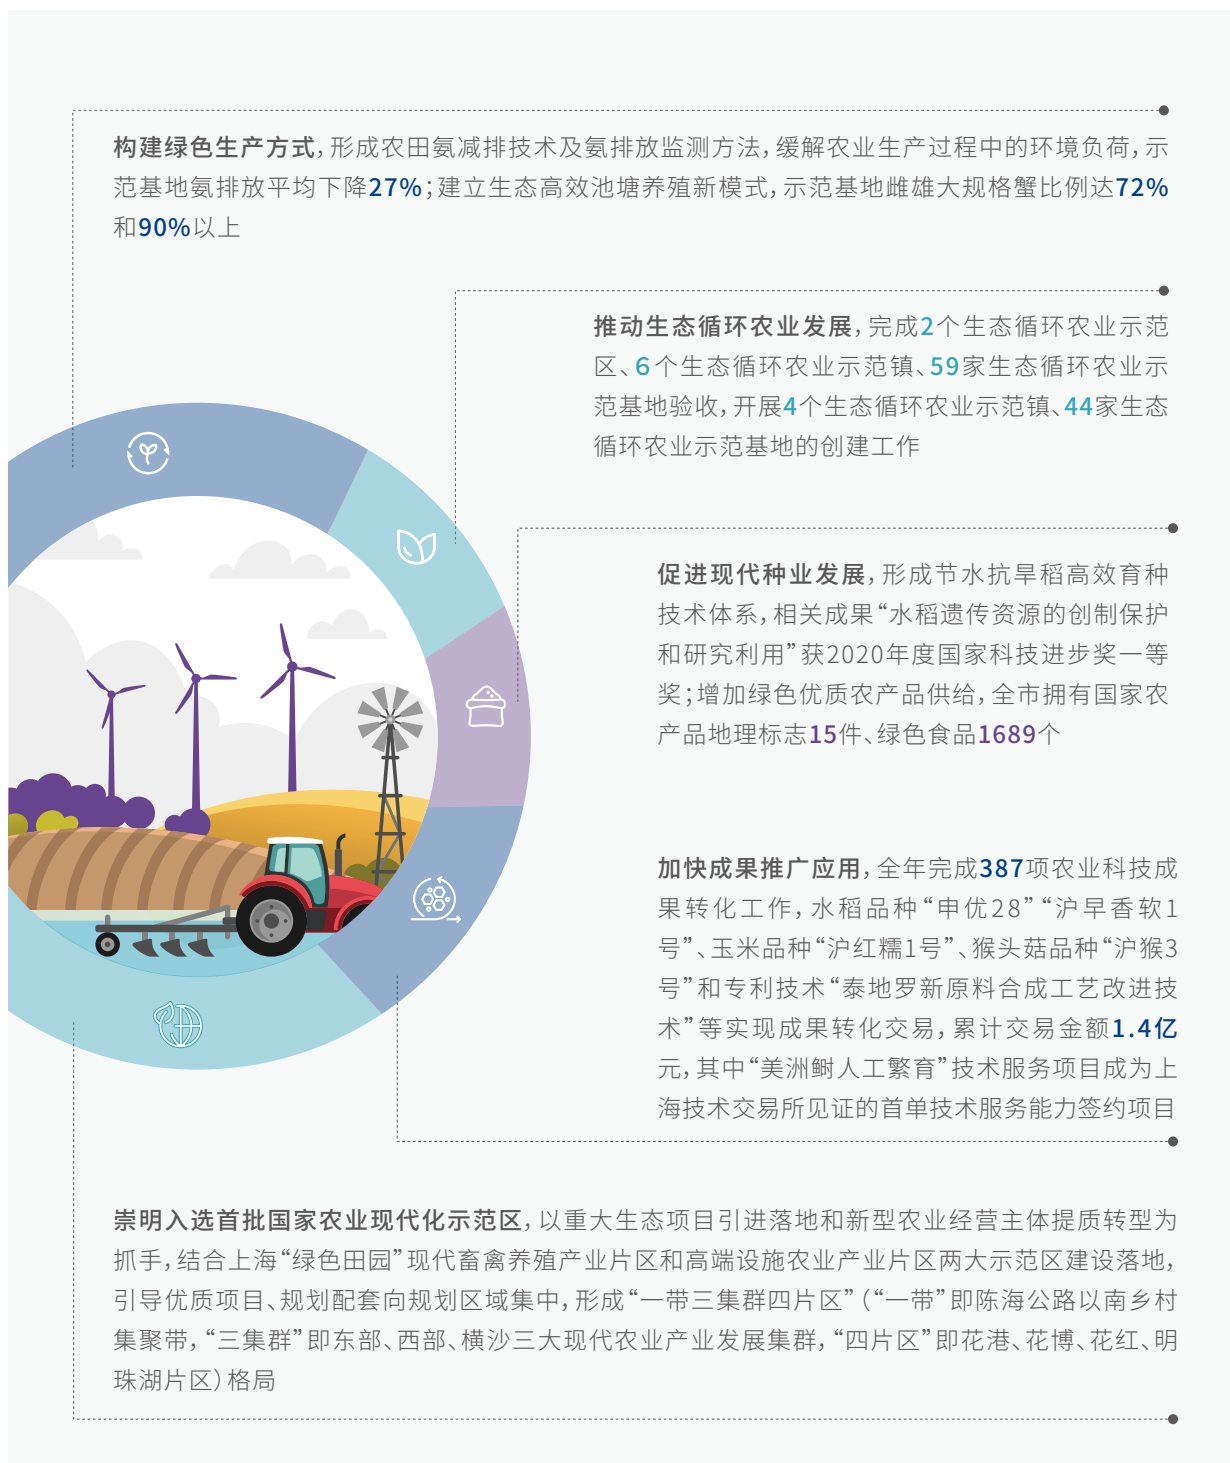 构建绿色生产方式，形成农田氨减排技术及氨排放监测方法，缓解农业生产过程中的环境负荷，示
范基地氨排放平均下降27%；建立生态高效池塘养殖新模式，示范基地雌雄大规格蟹比例达72%
和90%以上
推动生态循环农业发展，完成2个生态循环农业示范
区、6个生态循环农业示范镇、59家生态循环农业示
范基地验收，开展4个生态循环农业示范镇、44家生态
循环农业示范基地的创建工作
促进现代种业发展，形成节水抗旱稻高效育种
技术体系，相关成果“水稻遗传资源的创制保护
和研究利用”获2020年度国家科技进步奖一等
奖；增加绿色优质农产品供给，全市拥有国家农
产品地理标志15件、绿色食品1689个
加快成果推广应用，全年完成387项农业科技成
果转化工作，水稻品种“申优28”“沪早香软1
号”、玉米品种“沪红糯1号”、猴头菇品种“沪猴3
号”和专利技术“泰地罗新原料合成工艺改进技
术”等实现成果转化交易，累计交易金额1.4亿
元，其中“美洲鲥人工繁育”技术服务项目成为上
海技术交易所见证的首单技术服务能力签约项目
崇明入选首批国家农业现代化示范区，以重大生态项目引进落地和新型农业经营主体提质转型为
抓手，结合上海“绿色田园”现代畜禽养殖产业片区和高端设施农业产业片区两大示范区建设落地，
引导优质项目、规划配套向规划区域集中，形成“一带三集群四片区”（“一带”即陈海公路以南乡村
集聚带，“三集群”即东部、西部、横沙三大现代农业产业发展集群，“四片区”即花港、花博、花红、明
珠湖片区）格局